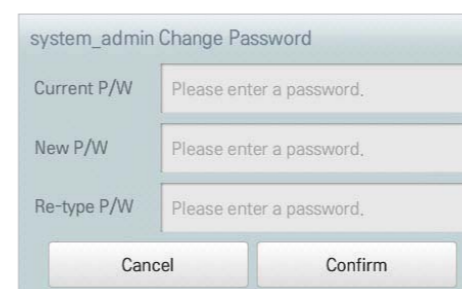 system_admin Change Password
Current P/W Please enter a password.
New P/W Please enter a password.
Re-type P/W Please enter a password.
Cancel Confirm